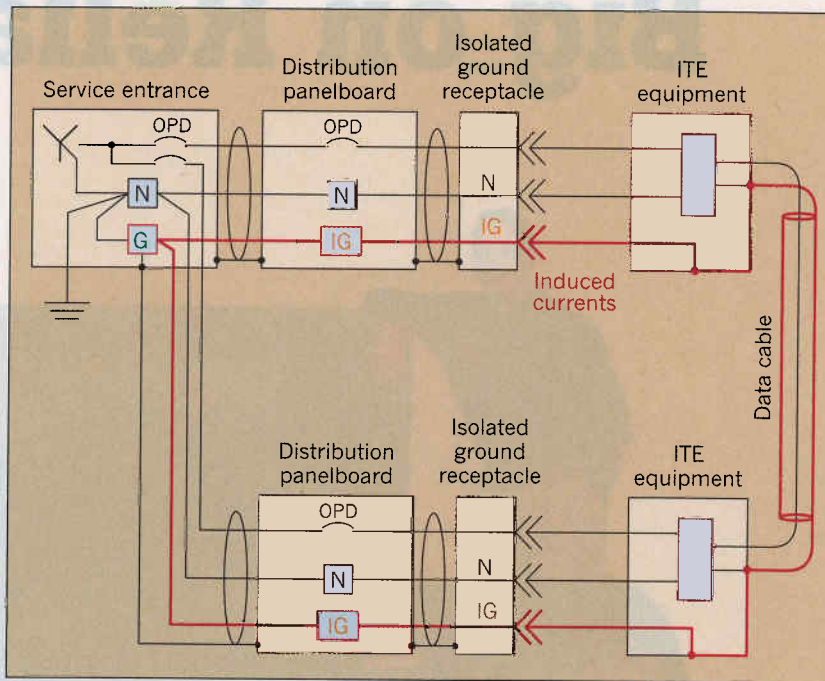 Service entrance
Distribution
panelboard
Isolated
ground
receptacle
ITE
equipment
OPD
OPD
N
N
N
G
IG
IG
Induced
currents
Data cable
Distribution
panelboard
Isolated
ground
receptacle
ITE
equipment
OPD
N
N
IG
IG